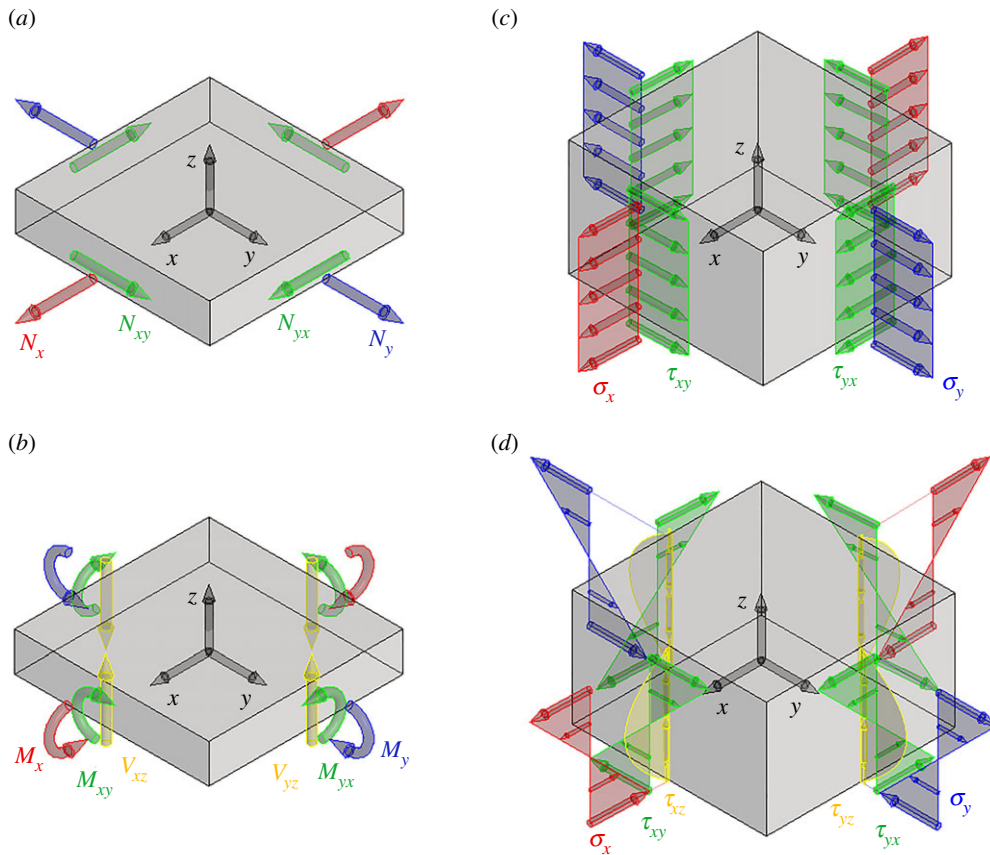 (a)
z
x
y
N_x
N_xy
N_yx
N_y
(b)
z
x
y
M_x
M_xy
V_xz
V_yz
M_yx
M_y
(c)
z
x
y
σ_x
τ_xy
τ_yx
σ_y
(d)
z
x
y
σ_x
τ_xy
τ_xz
τ_yz
τ_yx
σ_y